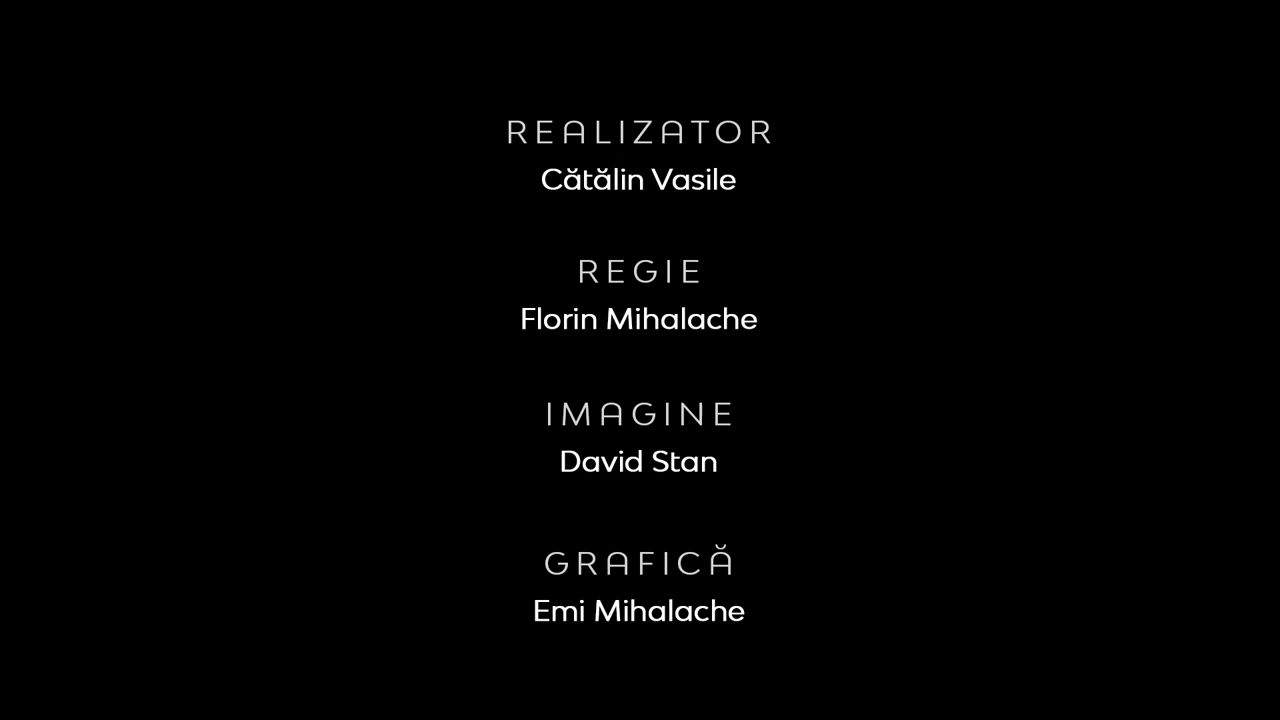 REALIZATOR
Cătălin Vasile
REGIE
Florin Mihalache
IMAGINE
David Stan
GRAFICĂ
Emi Mihalache